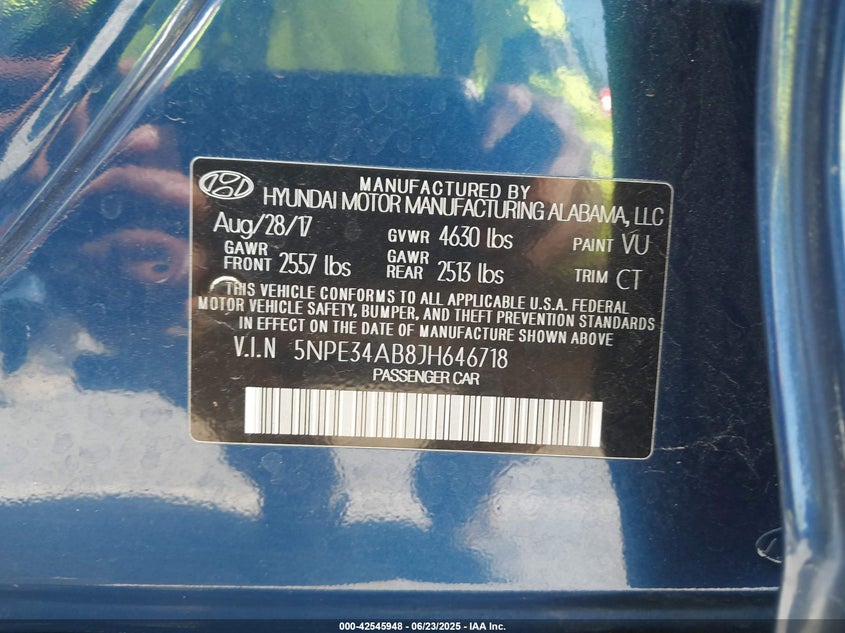 MANUFACTURED BY
HYUNDAI MOTOR MANUFACTURING ALABAMA, LLC
Aug/28/17 GVWR 4630 lbs PAINT VU
GAWR FRONT 2557 lbs GAWR REAR 2513 lbs TRIM CT
THIS VEHICLE CONFORMS TO ALL APPLICABLE U.S.A. FEDERAL
MOTOR VEHICLE SAFETY, BUMPER, AND THEFT PREVENTION STANDARDS
IN EFFECT ON THE DATE OF MANUFACTURE SHOWN ABOVE
V.I.N 5NPE34AB8JH646718
PASSENGER CAR
000-42545948 - 06/23/2025 - IAA Inc.